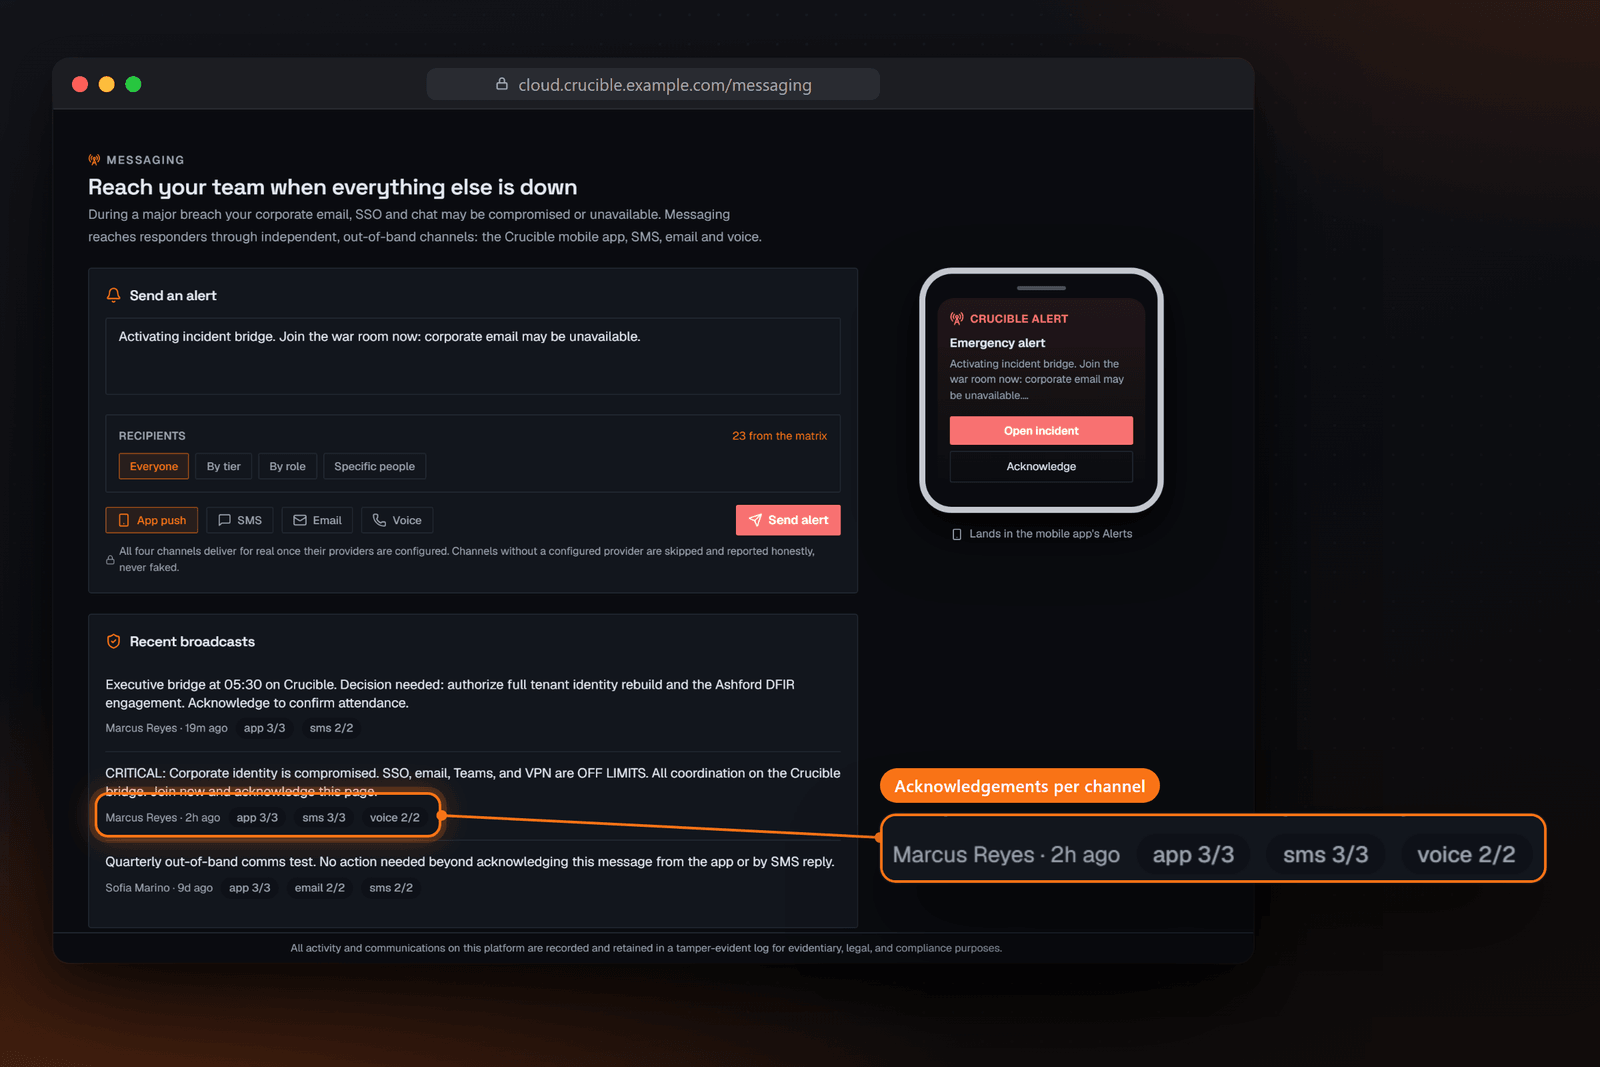 cloud.crucible.example.com/messaging
MESSAGING
Reach your team when everything else is down
During a major breach your corporate email, SSO and chat may be compromised or unavailable. Messaging
reaches responders through independent, out-of-band channels: the Crucible mobile app, SMS, email and voice.
Send an alert
Activating incident bridge. Join the war room now: corporate email may be unavailable.
RECIPIENTS
23 from the matrix
Everyone
By tier
By role
Specific people
App push
SMS
Email
Voice
Send alert
All four channels deliver for real once their providers are configured. Channels without a configured provider are skipped and reported honestly,
never faked.
CRUCIBLE ALERT
Emergency alert
Activating incident bridge. Join the
war room now: corporate email may
be unavailable....
Open incident
Acknowledge
Lands in the mobile app's Alerts
Recent broadcasts
Executive bridge at 05:30 on Crucible. Decision needed: authorize full tenant identity rebuild and the Ashford DFIR
engagement. Acknowledge to confirm attendance.
Marcus Reyes · 19m ago app 3/3 sms 2/2
CRITICAL: Corporate identity is compromised. SSO, email, Teams, and VPN are OFF LIMITS. All coordination on the Crucible
bridge. Join now and acknowledge this page.
Marcus Reyes · 2h ago app 3/3 sms 3/3 voice 2/2
Quarterly out-of-band comms test. No action needed beyond acknowledging this message from the app or by SMS reply.
Sofia Marino · 9d ago app 3/3 email 2/2 sms 2/2
Acknowledgements per channel
Marcus Reyes · 2h ago app 3/3 sms 3/3 voice 2/2
All activity and communications on this platform are recorded and retained in a tamper-evident log for evidentiary, legal, and compliance purposes.